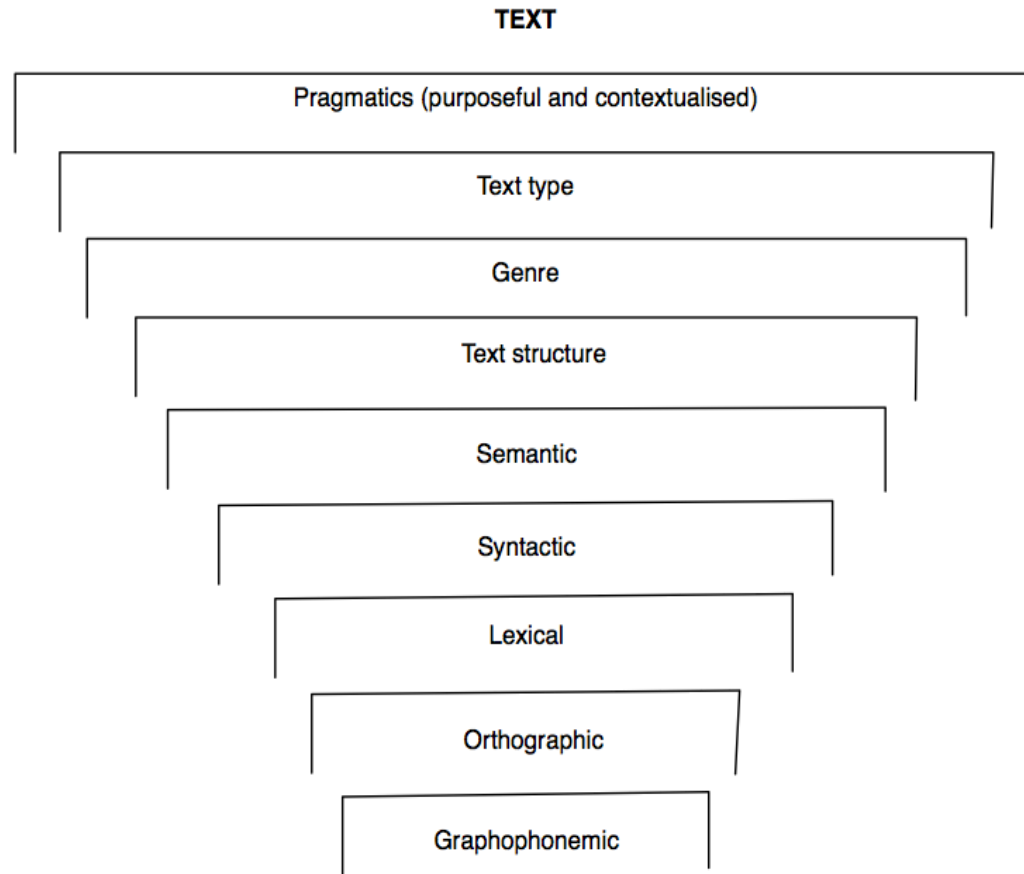 TEXT
Pragmatics (purposeful and contextualised)
Text type
Genre
Text structure
Semantic
Syntactic
Lexical
Orthographic
Graphophonemic